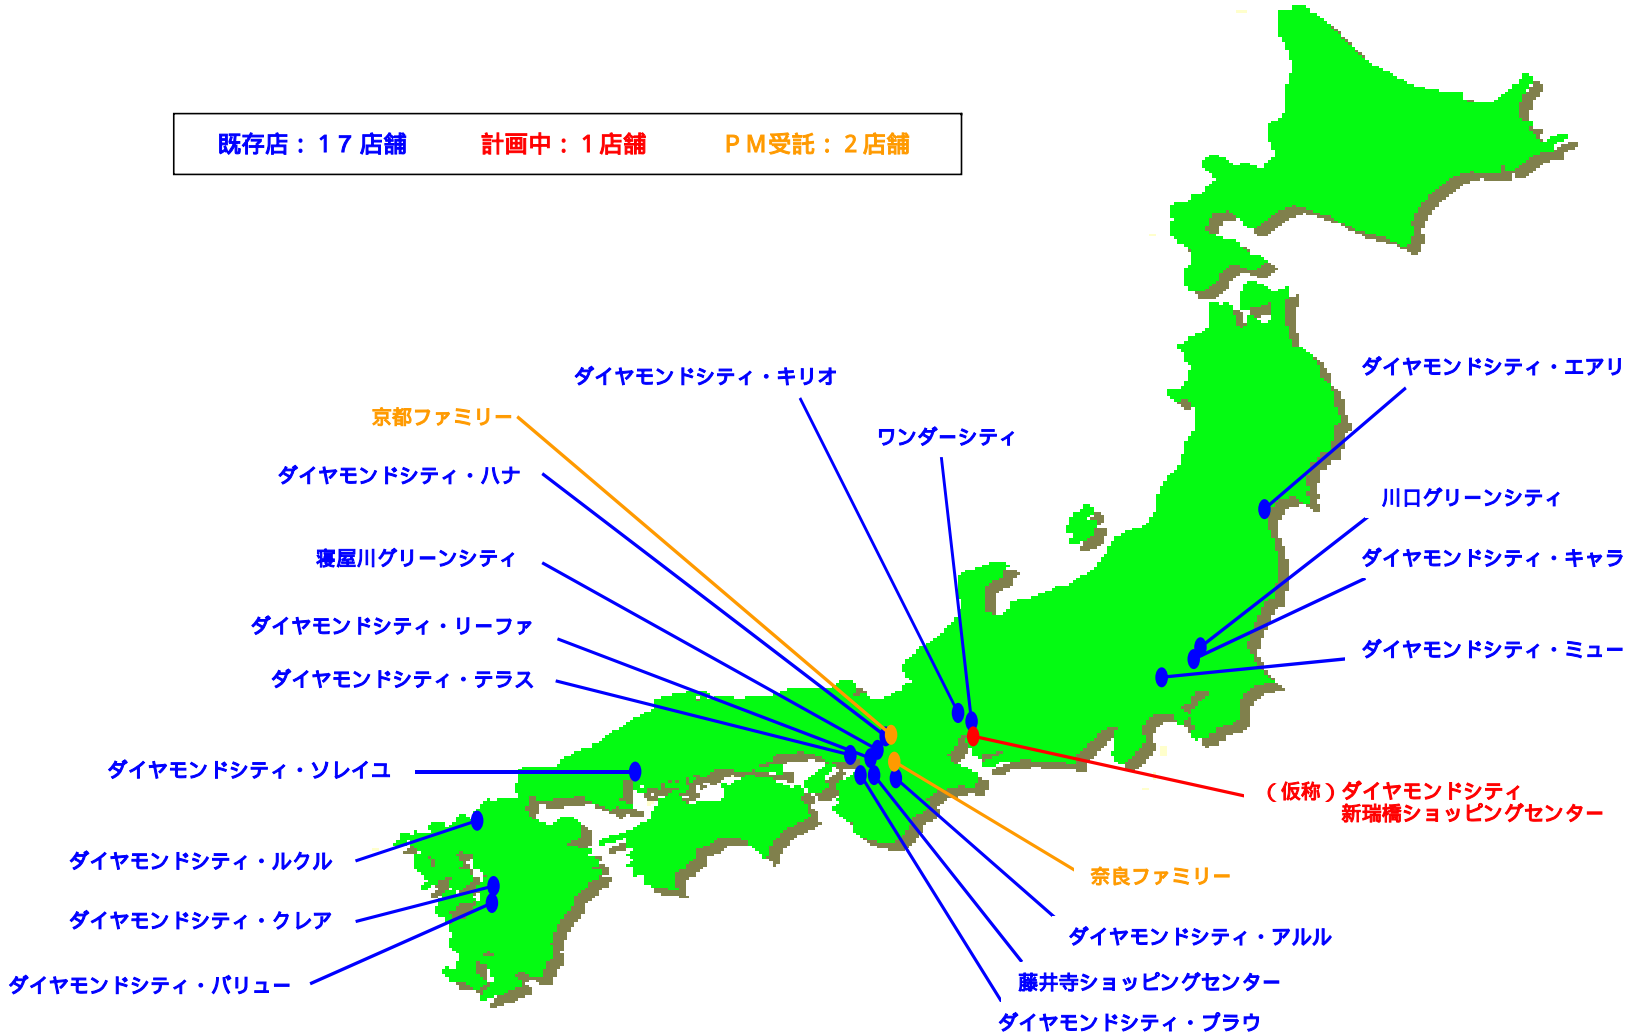 既存店：１７店舗　計画中：１店舗　ＰＭ受託：２店舗
ダイヤモンドシティ・エアリ
ダイヤモンドシティ・キリオ
京都ファミリー
ワンダーシティ
ダイヤモンドシティ・ハナ
川口グリーンシティ
寝屋川グリーンシティ
ダイヤモンドシティ・キャラ
ダイヤモンドシティ・リーファ
ダイヤモンドシティ・ミュー
ダイヤモンドシティ・テラス
ダイヤモンドシティ・ソレイユ
（仮称）ダイヤモンドシティ
新瑞橋ショッピングセンター
ダイヤモンドシティ・ルクル
奈良ファミリー
ダイヤモンドシティ・クレア
ダイヤモンドシティ・アルル
藤井寺ショッピングセンター
ダイヤモンドシティ・バリュー
ダイヤモンドシティ・プラウ